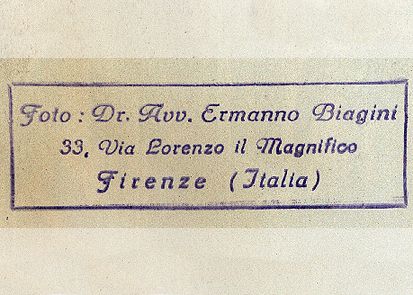 Foto: Dr. Avv. Ermanno Biagini
33, Via Lorenzo il Magnifico
Firenze (Italia)